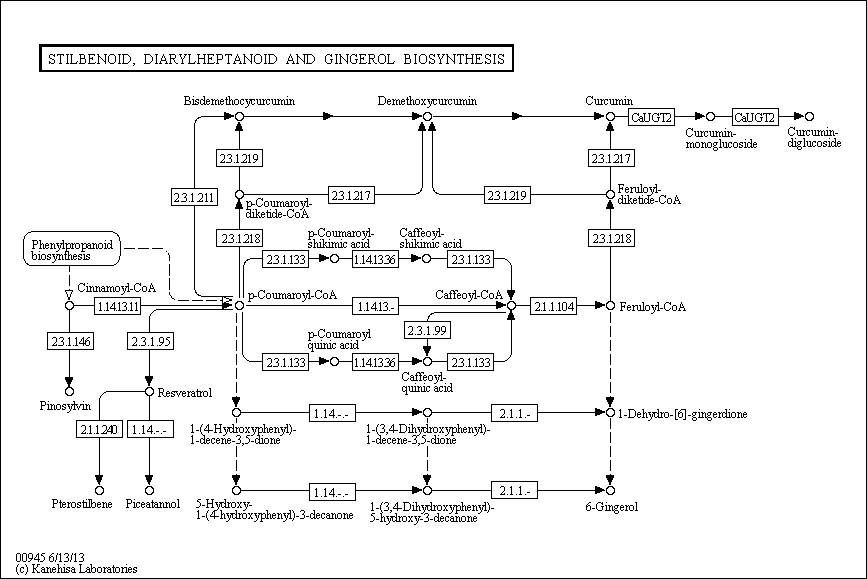 STILBENOID, DIARYLHEPTANOID AND GINGEROL BIOSYNTHESIS
Bisdemethocycurcumin
Demethoxycurcumin
Curcumin
CaUGT2
CaUGT2
Curcumin-
monoglucoside
Curcumin-
diglucoside
2.3.1.219
2.3.1.217
2.3.1.211
2.3.1.217
2.3.1.219
Feruloyl-
diketide-CoA
p-Coumaroyl-
diketide-CoA
Phenylpropanoid
biosynthesis
2.3.1.218
p-Coumaroyl-
shikimic acid
Caffeoyl-
shikimic acid
2.3.1.218
2.3.1.133
1.14.13.36
2.3.1.133
Cinnamoyl-CoA
p-Coumaroyl-CoA
Caffeoyl-CoA
1.14.13.11
1.14.13.-
2.1.1.104
Feruloyl-CoA
2.3.1.99
2.3.1.146
2.3.1.95
p-Coumaroyl
quinic acid
2.3.1.133
1.14.13.36
2.3.1.133
Caffeoyl-
quinic acid
Resveratrol
Pinosylvin
2.1.1.240
1.14.-.-
1.14.-.-
2.1.1.-
1-Dehydro-[6]-gingerdione
1-(4-Hydroxyphenyl)-
1-decene-3,5-dione
1-(3,4-Dihydroxyphenyl)-
1-decene-3,5-dione
1.14.-.-
2.1.1.-
Pterostilbene
Piceatannol
5-Hydroxy-
1-(4-hydroxyphenyl)-3-decanone
1-(3,4-Dihydroxyphenyl)-
5-hydroxy-3-decanone
6-Gingerol
00945 6/13/13
(c) Kanehisa Laboratories